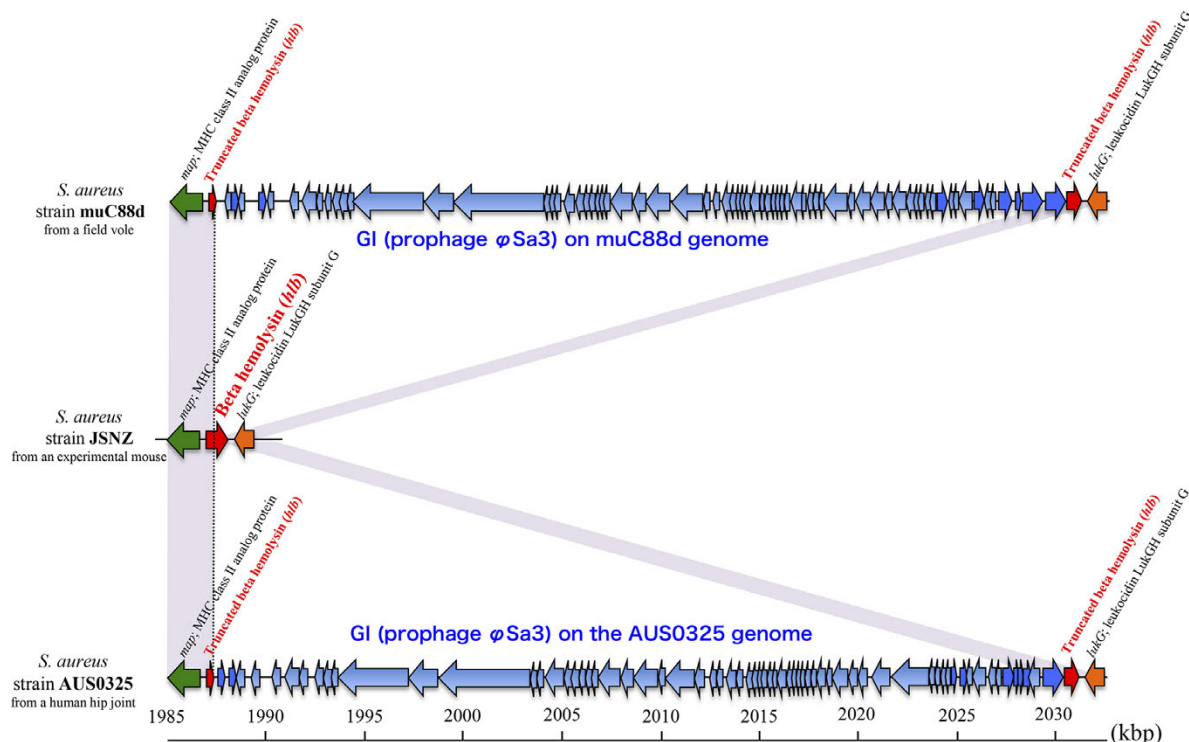 map; MHC class II analog protein
Truncated beta hemolysin (hlb)
Truncated beta hemolysin (hlb)
lukG; leukocidin LukGH subunit G
S. aureus
strain muC88d
from a field vole
GI (prophage φSa3) on muC88d genome
map; MHC class II analog protein
Beta hemolysin (hlb)
lukG; leukocidin LukGH subunit G
S. aureus
strain JSNZ
from an experimental mouse
map; MHC class II analog protein
Truncated beta hemolysin (hlb)
Truncated beta hemolysin (hlb)
lukG; leukocidin LukGH subunit G
GI (prophage φSa3) on the AUS0325 genome
S. aureus
strain AUS0325
from a human hip joint
1985 1990 1995 2000 2005 2010 2015 2020 2025 2030
(kbp)